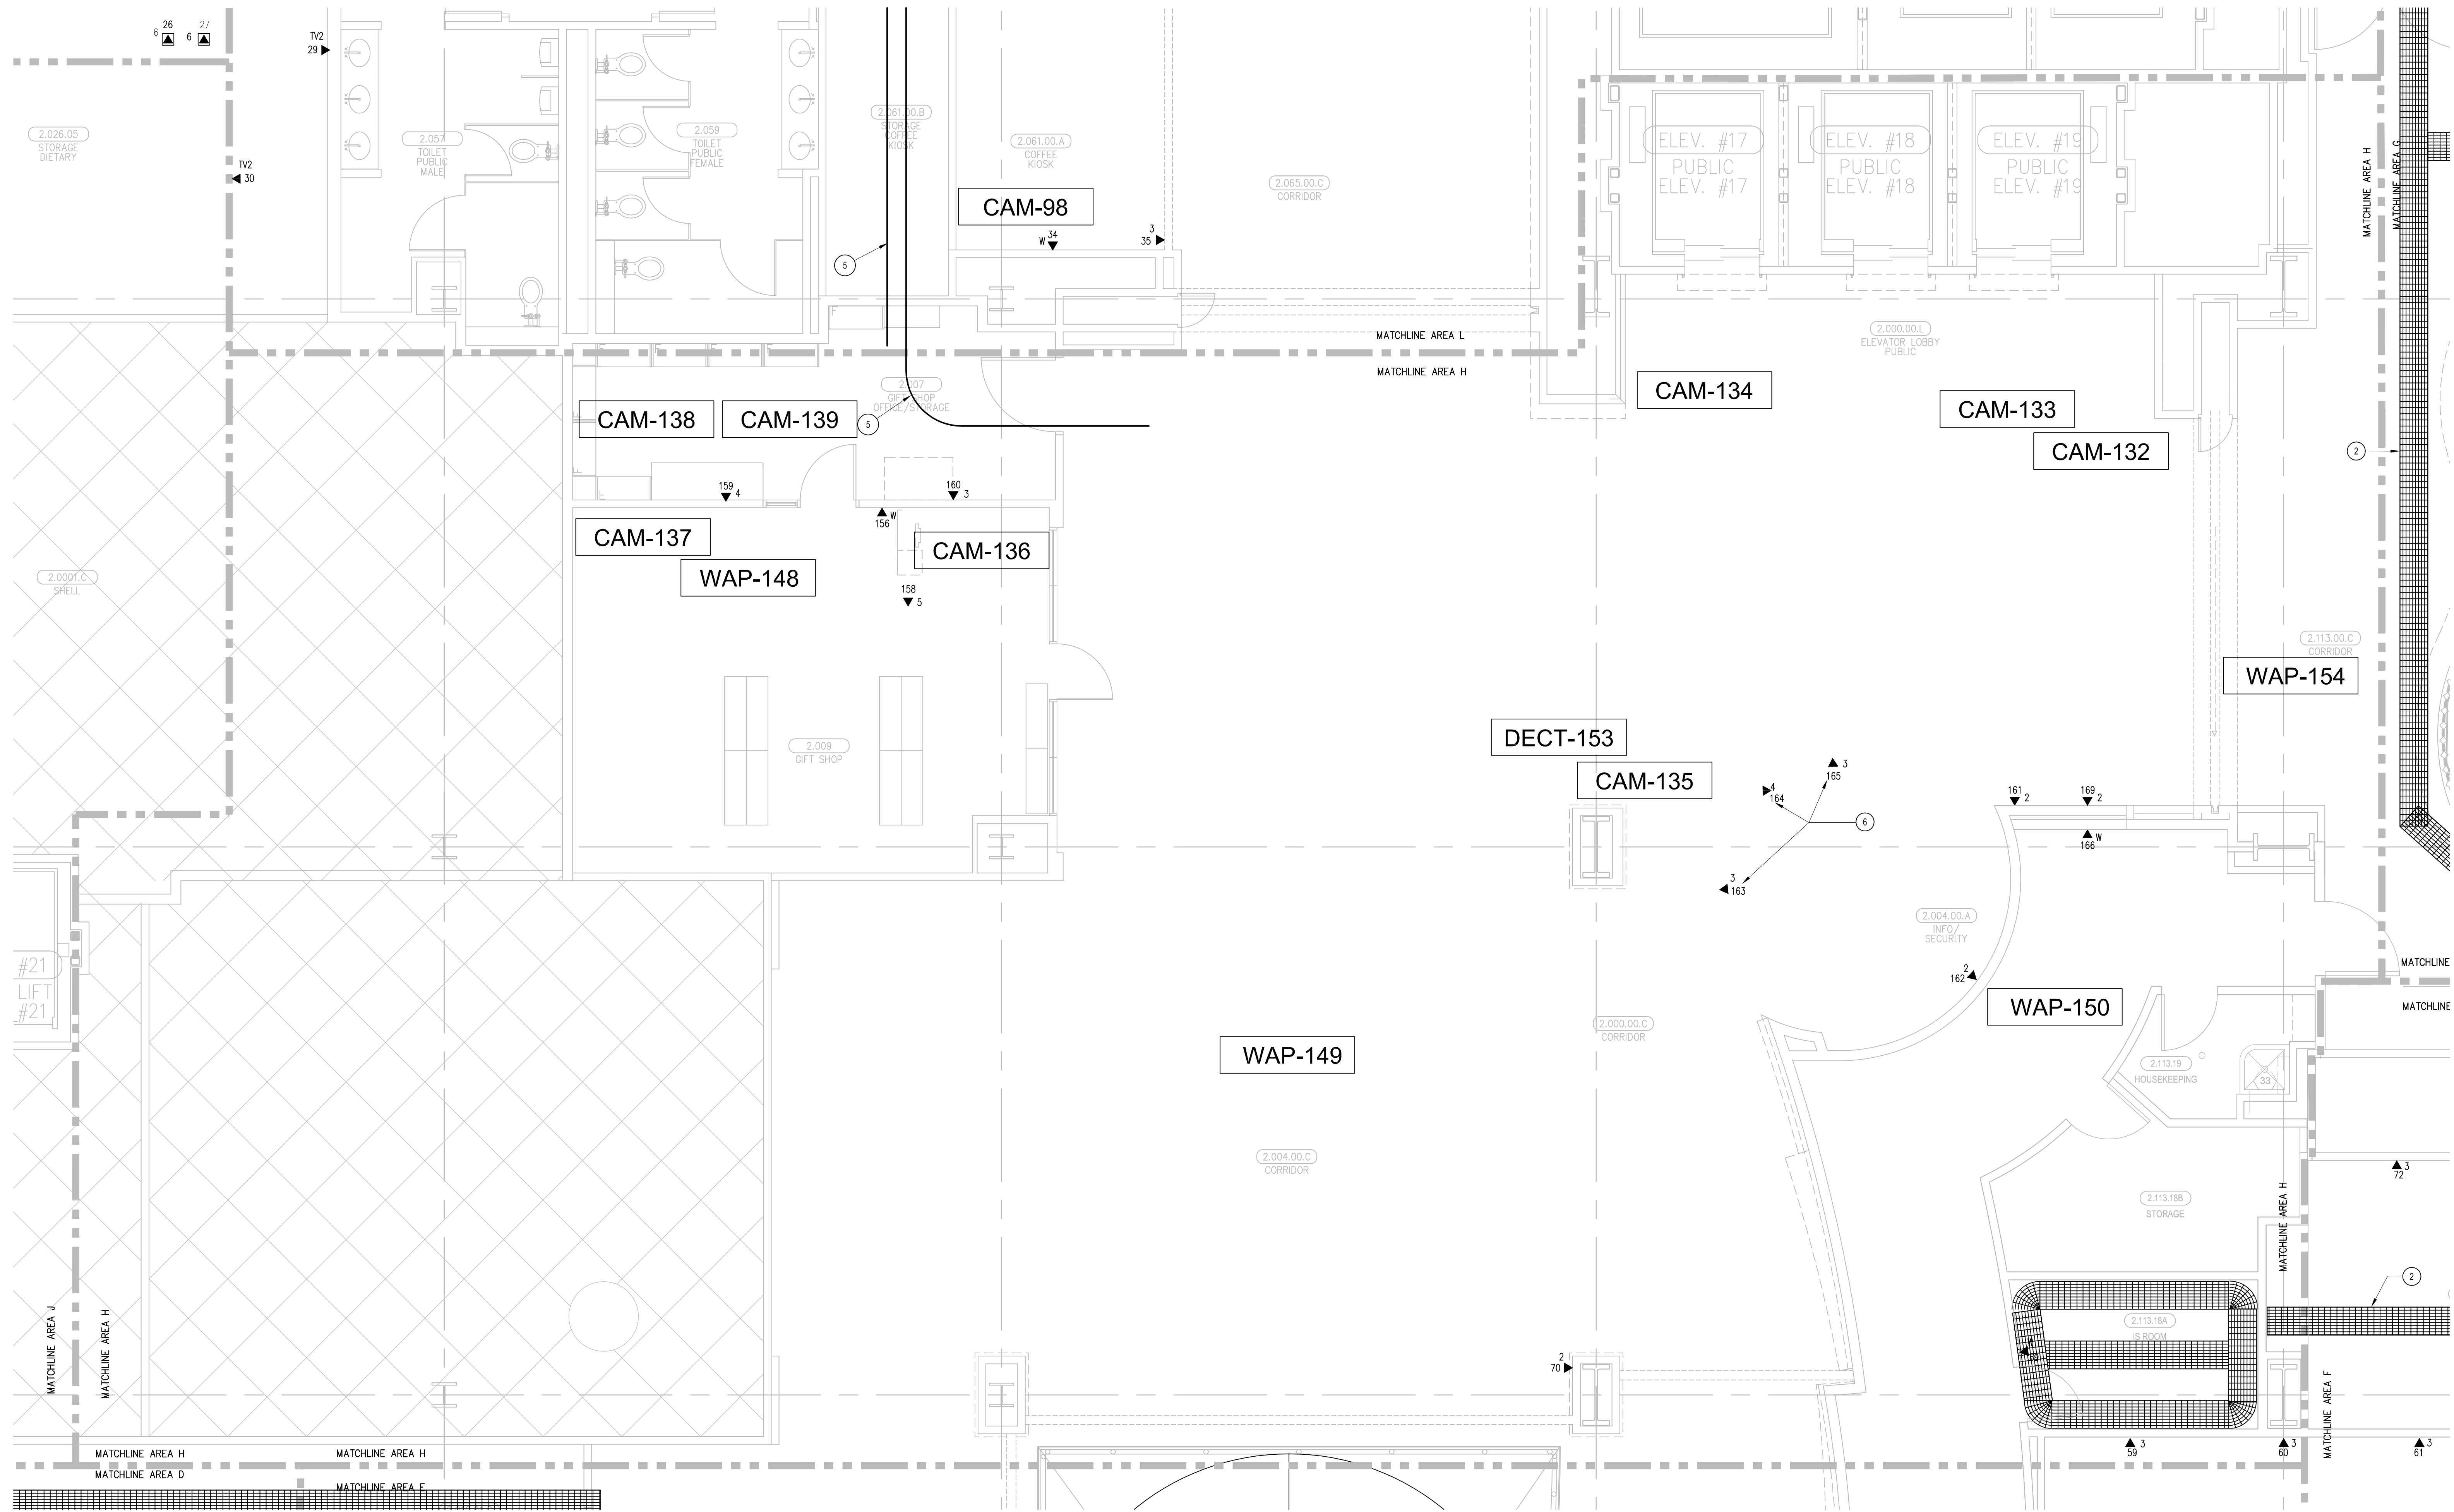 26
6
27
6
TV2
29
2.026.05
STORAGE
DIETARY
TV2
30
2.057
TOILET
PUBLIC
MALE
2.059
TOILET
PUBLIC
FEMALE
2.061.00.B
STORAGE
COFFEE
KIOSK
2.061.00.A
COFFEE
KIOSK
5
CAM-98
W 34
3
35
2.065.00.C
CORRIDOR
ELEV. #17
PUBLIC
ELEV. #17
ELEV. #18
PUBLIC
ELEV. #18
ELEV. #19
PUBLIC
ELEV. #19
MATCHLINE AREA H
MATCHLINE AREA G
MATCHLINE AREA L
MATCHLINE AREA H
2.000.00.L
ELEVATOR LOBBY
PUBLIC
2.007
GIFT SHOP
OFFICE/STORAGE
5
CAM-138
CAM-139
CAM-134
CAM-133
CAM-132
2
159
4
160
3
156
W
CAM-137
WAP-148
CAM-136
158
5
2.0001.C
SHELL
2.009
GIFT SHOP
2.113.00.C
CORRIDOR
WAP-154
DECT-153
CAM-135
3
165
4
164
6
3
163
161
2
169
2
166
W
2.004.00.A
INFO/
SECURITY
2
162
#21
LIFT
#21
WAP-150
WAP-149
2.000.00.C
CORRIDOR
MATCHLINE
MATCHLINE
2.113.19
HOUSEKEEPING
33
2.004.00.C
CORRIDOR
3
72
2.113.18B
STORAGE
MATCHLINE AREA H
2
2.113.18A
IS ROOM
W
2
70
MATCHLINE AREA J
MATCHLINE AREA H
MATCHLINE AREA F
3
59
3
60
3
61
MATCHLINE AREA H
MATCHLINE AREA D
MATCHLINE AREA H
MATCHLINE AREA E